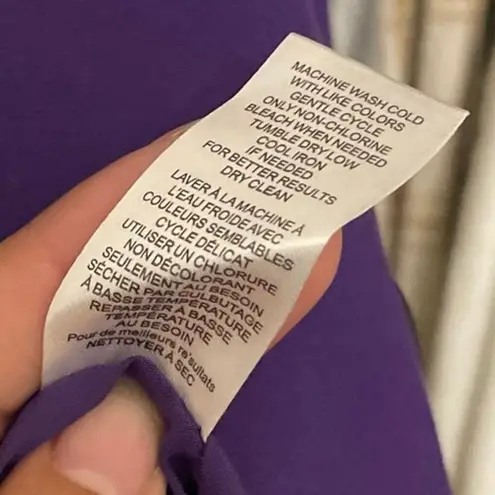 MACHINE WASH COLD
WITH LIKE COLORS
GENTLE CYCLE
ONLY NON-CHLORINE
BLEACH WHEN NEEDED
TUMBLE DRY LOW
COOL IRON
IF NEEDED
FOR BETTER RESULTS
DRY CLEAN
LAVER À LA MACHINE À
L'EAU FROIDE AVEC
COULEURS SEMBLABLES
CYCLE DÉLICAT
UTILISER UN CHLORURE
NON DÉCOLORANT
SEULEMENT AU BESOIN
SÉCHER PAR CULBUTAGE
À BASSE TEMPÉRATURE
REPASSER A BASSE
TEMPÉRATURE
AU BESOIN
Pour de meilleurs re'sultats
NETTOYER À SEC